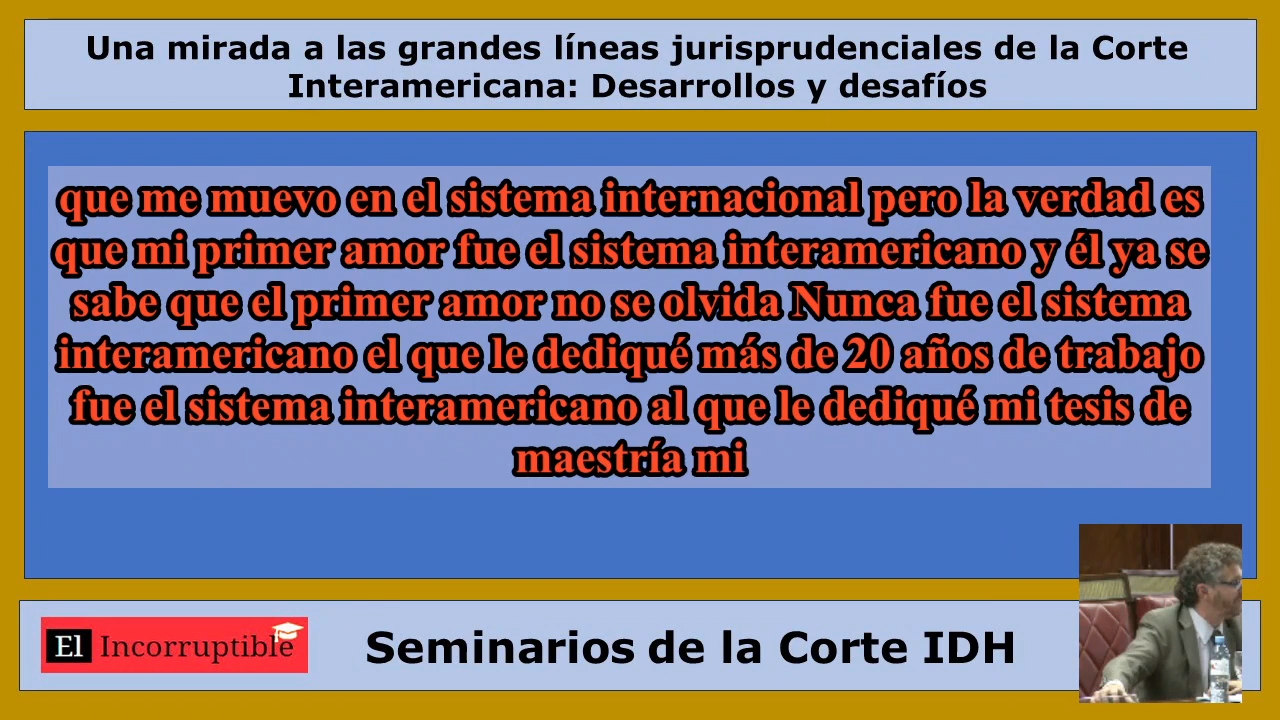 Una mirada a las grandes líneas jurisprudenciales de la Corte
Interamericana: Desarrollos y desafíos
que me muevo en el sistema internacional pero la verdad es
que mi primer amor fue el sistema interamericano y él ya se
sabe que el primer amor no se olvida Nunca fue el sistema
interamericano el que le dediqué más de 20 años de trabajo
fue el sistema interamericano al que le dediqué mi tesis de
maestría mi
El Incorruptible
Seminarios de la Corte IDH